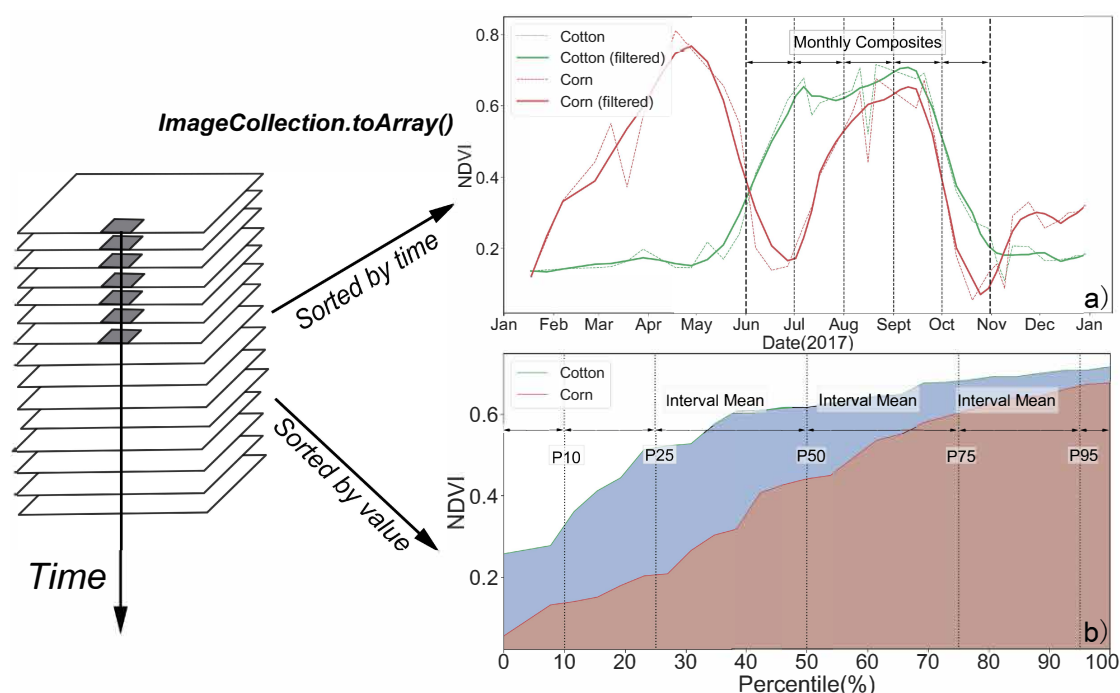 ImageCollection.toArray()
Sorted by time
Sorted by value
Time
NDVI
0.8
0.6
0.4
0.2
Cotton
Cotton (filtered)
Corn
Corn (filtered)
Monthly Composites
a)
Jan Feb Mar Apr May Jun Jul Aug Sept Oct Nov Dec Jan
Date(2017)
NDVI
0.6
0.4
0.2
Cotton
Corn
Interval Mean Interval Mean Interval Mean
P10 P25 P50 P75 P95
b)
0 10 20 30 40 50 60 70 80 90 100
Percentile(%)